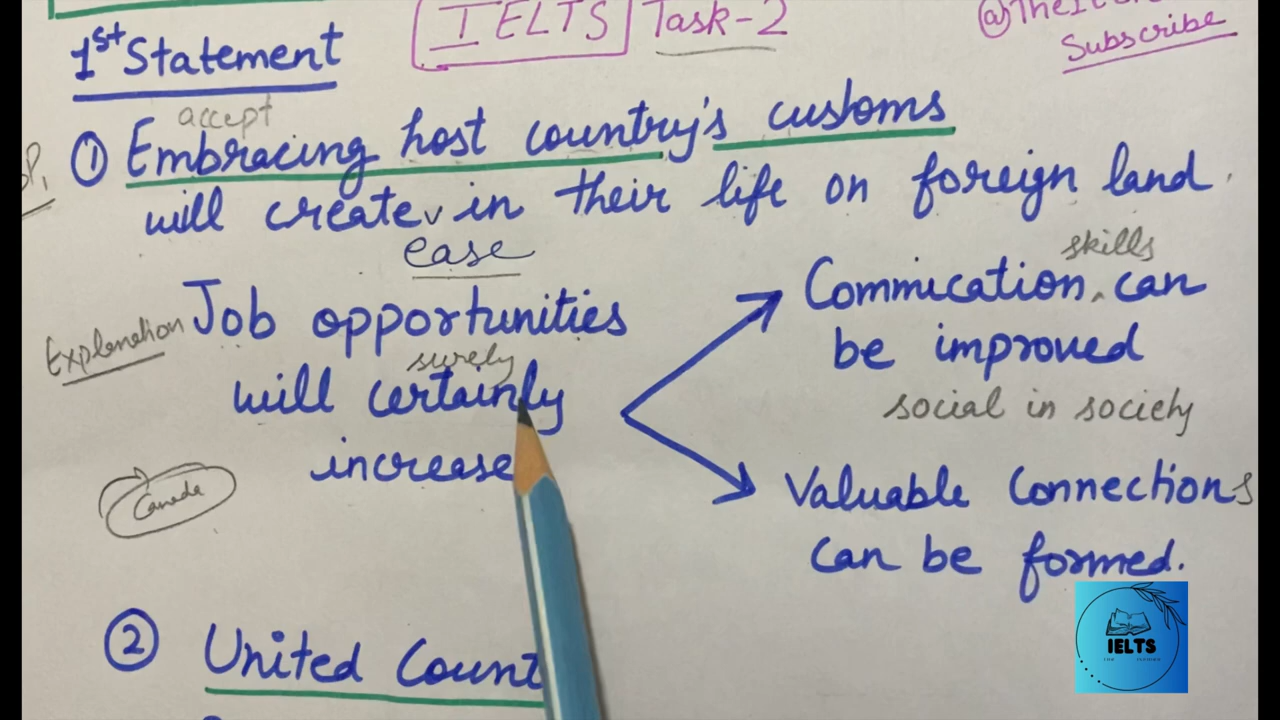 IELTS Task-2
Subscribe
1st Statement
accept
① Embracing host country's customs
will create ˅ in their life on foreign land.
ease
Explanation
Job opportunities
surely
will certainly
increase
Canada
skills
Commication ‸ can
be improved
social in society
Valuable Connections
can be formed.
② United Count
IELTS